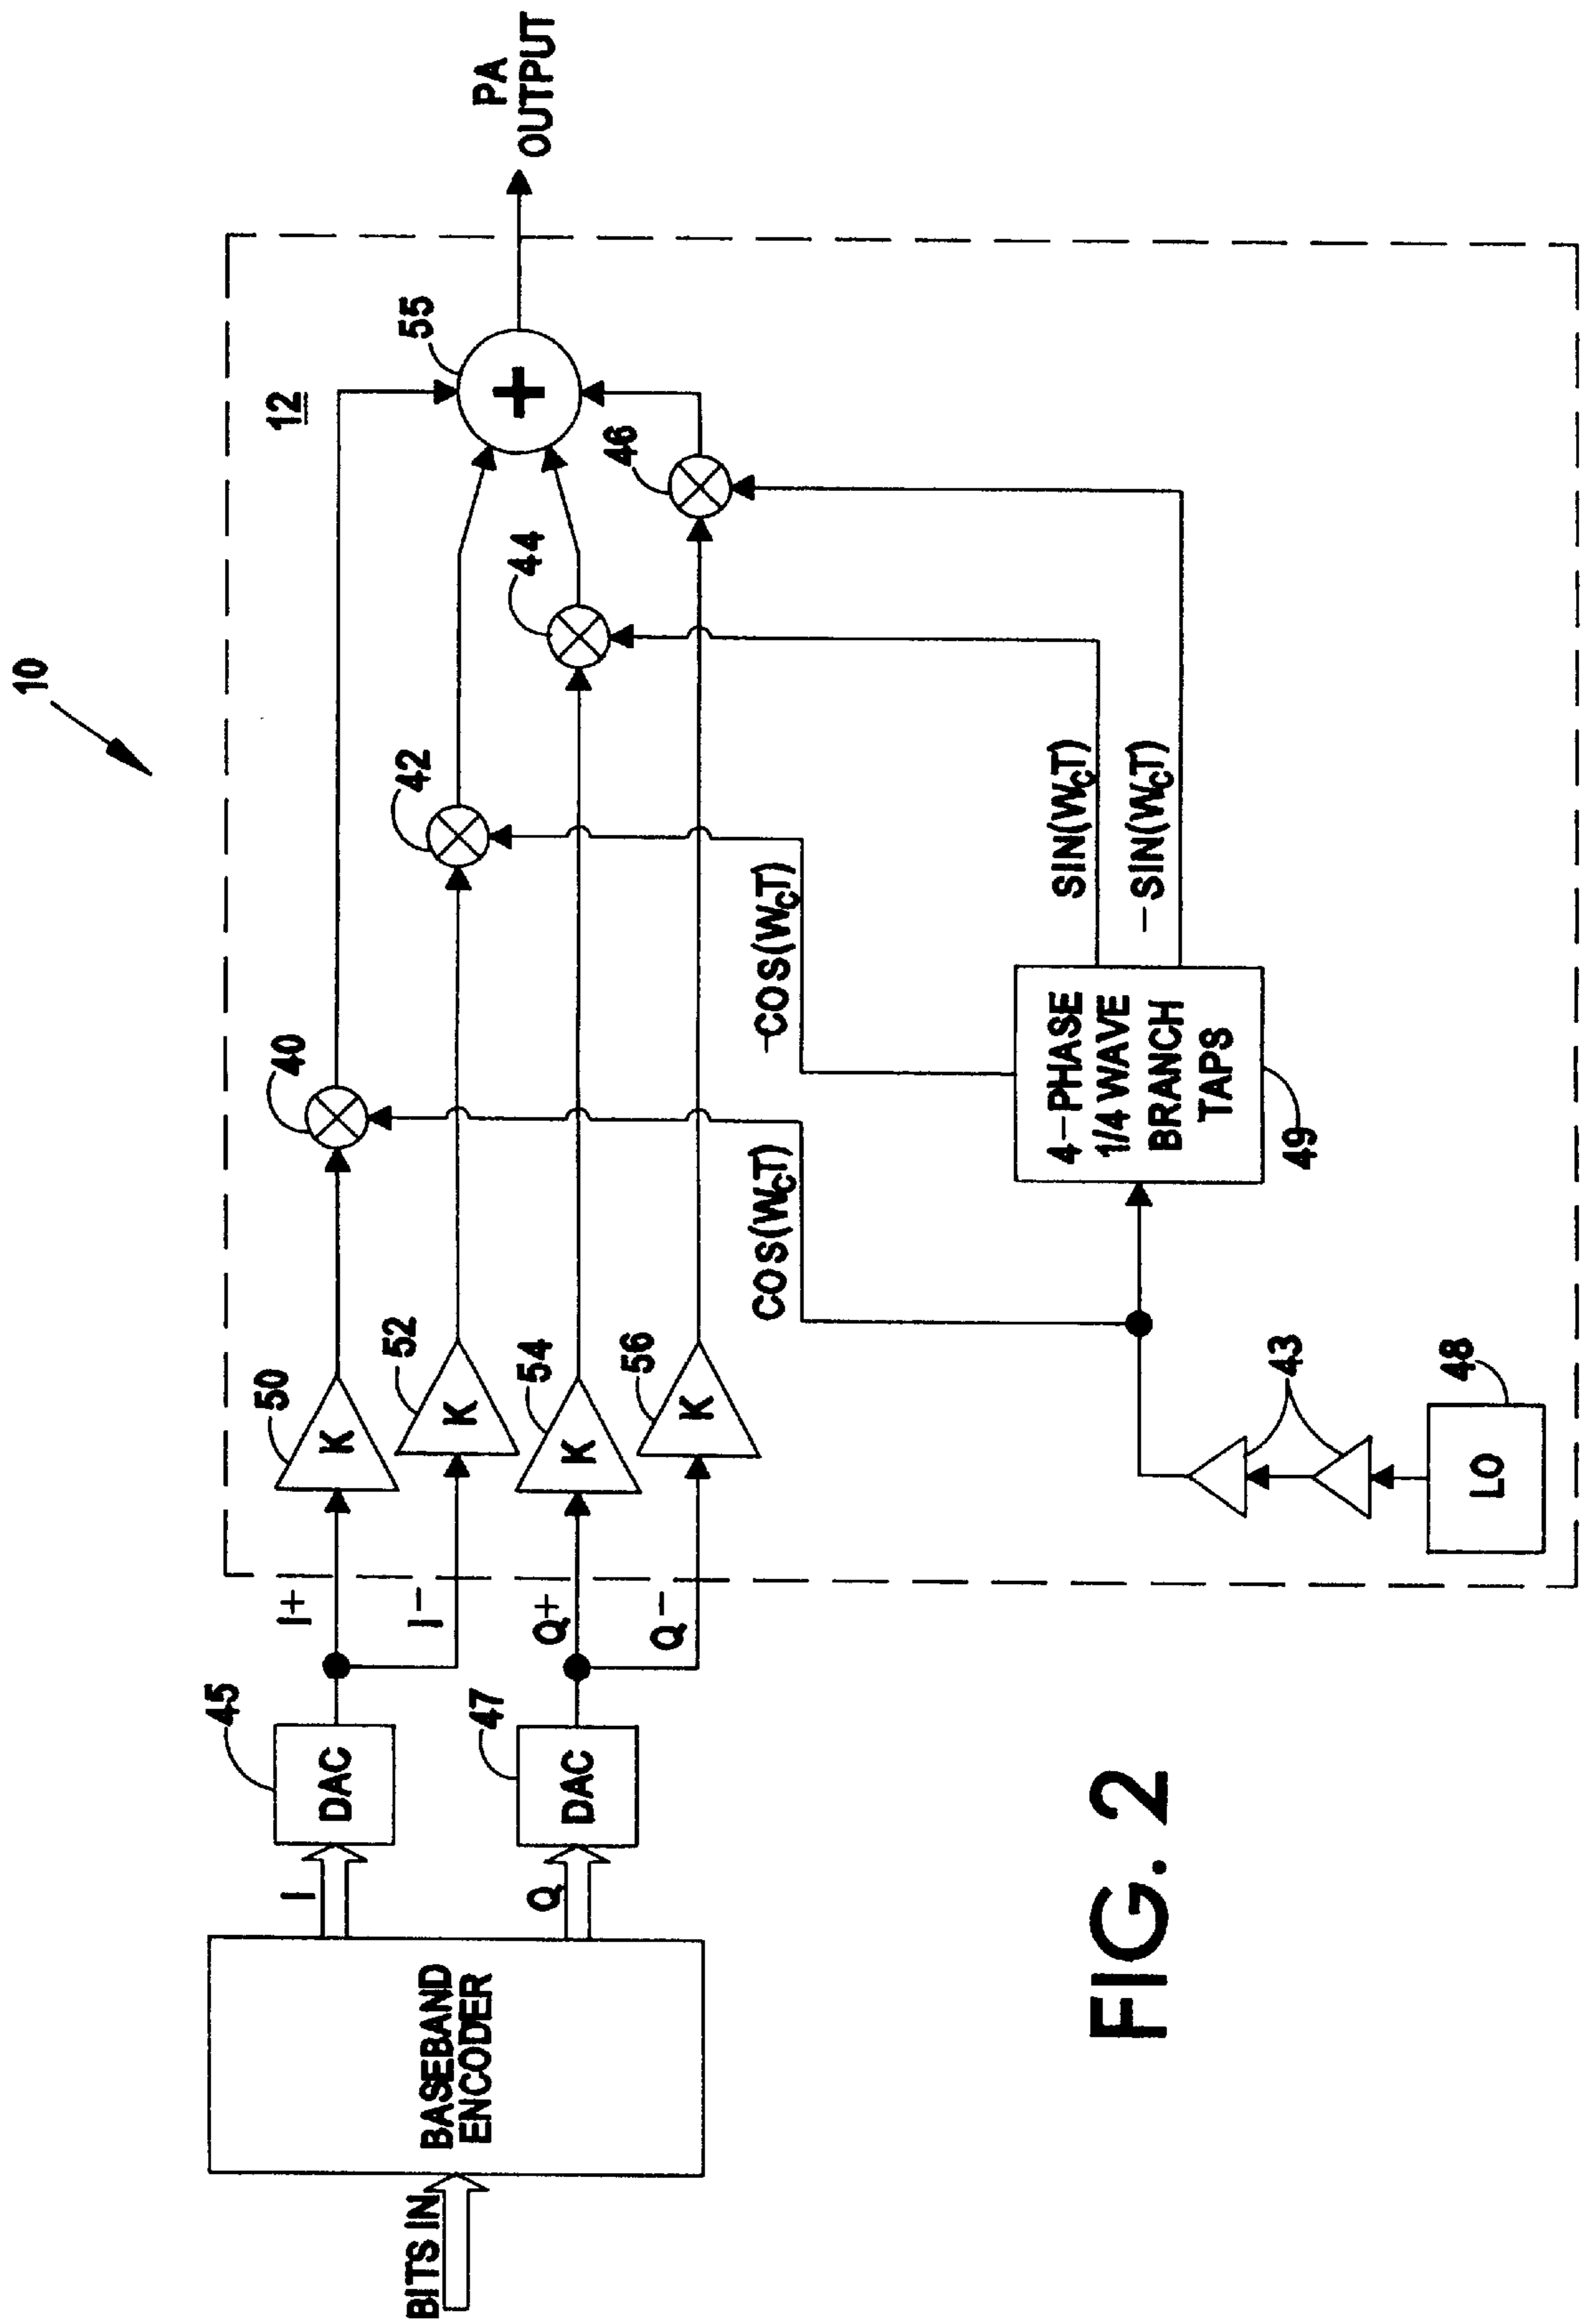 10
12
BITS IN
BASEBAND
ENCODER
I
Q
45
DAC
47
DAC
I+
I−
Q+
Q−
50
K
52
K
54
K
56
K
40
42
44
46
55
+
PA
OUTPUT
COS(WCT)
−COS(WCT)
SIN(WCT)
−SIN(WCT)
4−PHASE
1/4 WAVE
BRANCH
TAPS
49
43
LO
48
FIG. 2